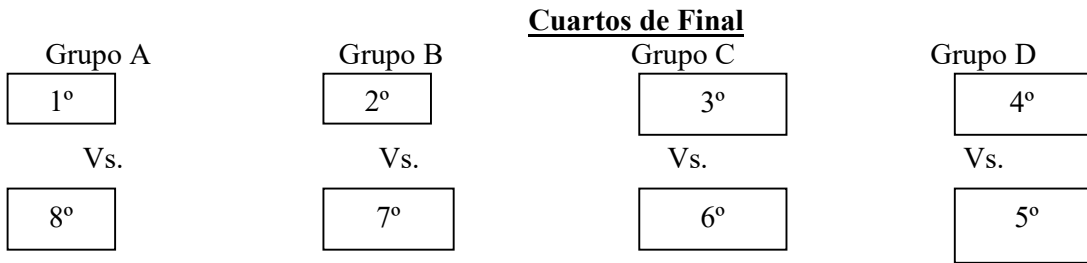 Cuartos de Final
Grupo A Grupo B Grupo C Grupo D
1º 2º 3º 4º
Vs. Vs. Vs. Vs.
8º 7º 6º 5º